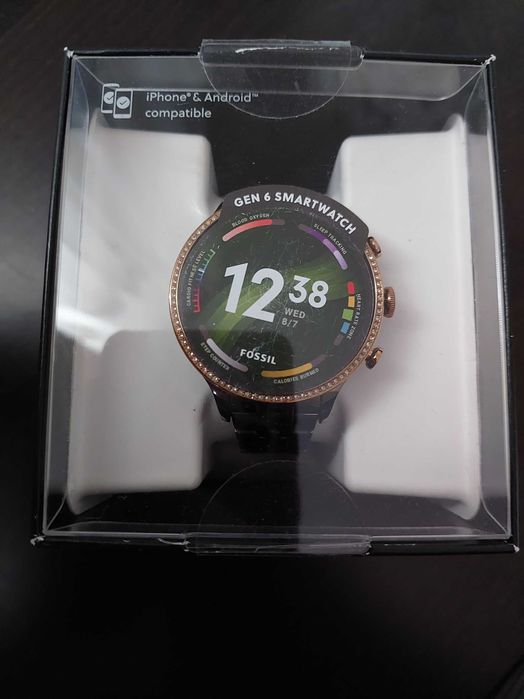 iPhone® & Android™
compatible
GEN 6 SMARTWATCH
BLOOD OXYGEN
SLEEP TRACKING
CARDIO FITNESS LEVEL
HEART RATE ZONE
12 38
WED
8/7
FOSSIL
STEP COUNTER
CALORIES BURNED